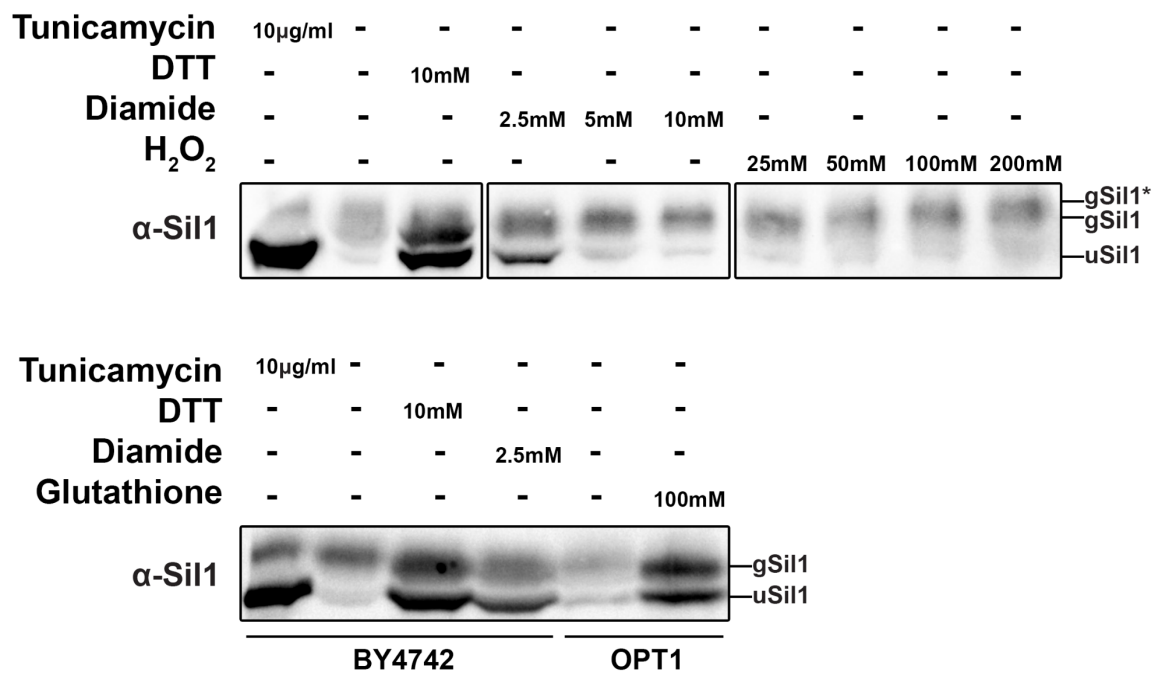 Tunicamycin 10µg/ml - - - - - - - - -
DTT - - 10mM - - - - - - -
Diamide - - - 2.5mM 5mM 10mM - - - -
H₂O₂ - - - - - - 25mM 50mM 100mM 200mM
gSil1*
α-Sil1 gSil1
uSil1
Tunicamycin 10µg/ml - - - - -
DTT - - 10mM - - -
Diamide - - - 2.5mM - -
Glutathione - - - - - 100mM
α-Sil1 gSil1
uSil1
BY4742 OPT1